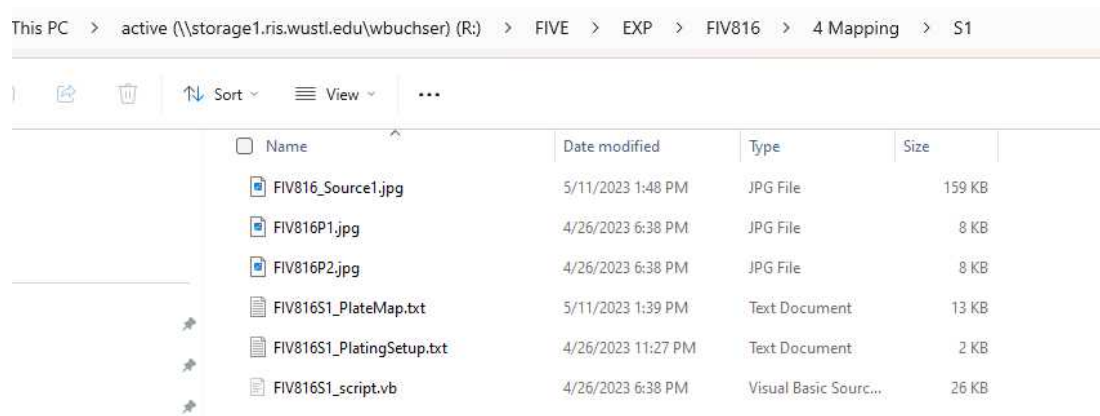 This PC > active (\\storage1.ris.wustl.edu\wbuchser) (R:) > FIVE > EXP > FIV816 > 4 Mapping > S1
Sort View ...
Name Date modified Type Size
FIV816_Source1.jpg 5/11/2023 1:48 PM JPG File 159 KB
FIV816P1.jpg 4/26/2023 6:38 PM JPG File 8 KB
FIV816P2.jpg 4/26/2023 6:38 PM JPG File 8 KB
FIV816S1_PlateMap.txt 5/11/2023 1:39 PM Text Document 13 KB
FIV816S1_PlatingSetup.txt 4/26/2023 11:27 PM Text Document 2 KB
FIV816S1_script.vb 4/26/2023 6:38 PM Visual Basic Sourc... 26 KB